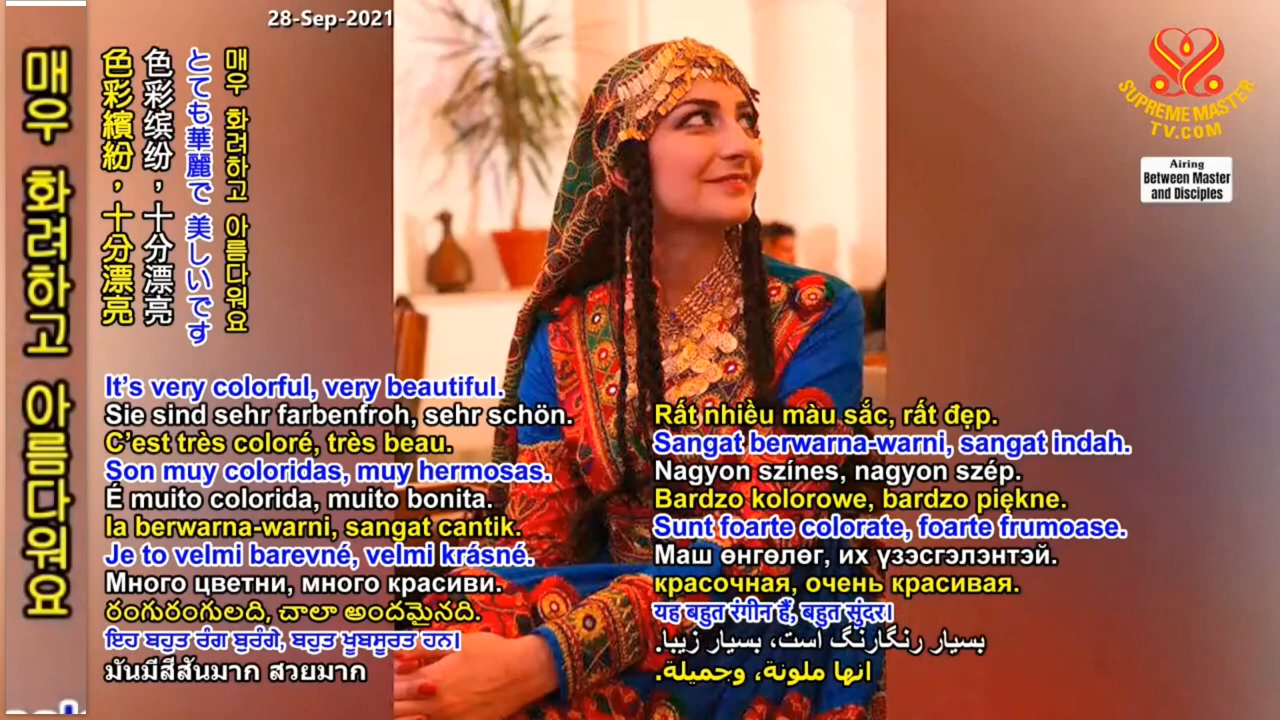 28-Sep-2021
매우 화려하고 아름다워요
色彩繽紛，十分漂亮
色彩缤纷，十分漂亮
とても華麗で 美しいです
매우 화려하고 아름다워요
SUPREME MASTER
TV.COM
Airing
Between Master
and Disciples
It's very colorful, very beautiful.
Sie sind sehr farbenfroh, sehr schön.
C'est très coloré, très beau.
Son muy coloridas, muy hermosas.
É muito colorida, muito bonita.
Ia berwarna-warni, sangat cantik.
Je to velmi barevné, velmi krásné.
Много цветни, много красиви.
రంగురంగులది, చాలా అందమైనది.
ਇਹ ਬਹੁਤ ਰੰਗ ਬੁਰੰਗੇ, ਬਹੁਤ ਖੂਬਸੂਰਤ ਹਨ।
มันมีสีสันมาก สวยมาก
Rất nhiều màu sắc, rất đẹp.
Sangat berwarna-warni, sangat indah.
Nagyon színes, nagyon szép.
Bardzo kolorowe, bardzo piękne.
Sunt foarte colorate, foarte frumoase.
Маш өнгөлөг, их үзэсгэлэнтэй.
красочная, очень красивая.
यह बहुत रंगीन हैं, बहुत सुंदर।
بسیار رنگارنگ است، بسیار زیبا.
انها ملونة، وجميلة.